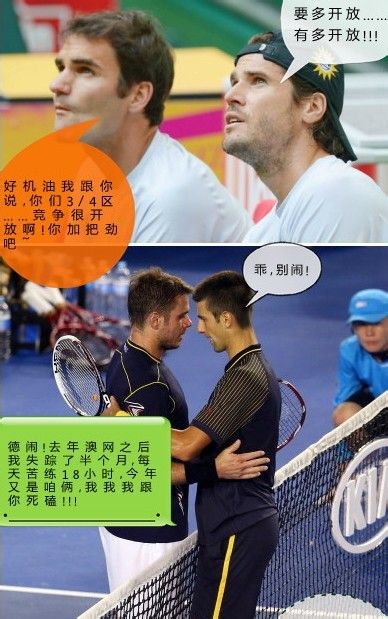 要多开放……
有多开放!!!
好机油我跟你
说,你们3/4区
……竞争很开
放啊!你加把劲
吧~
乖,别闹!
德闹!去年澳网之后
我失踪了半个月,每
天苦练18小时,今年
又是咱俩,我我我跟
你死磕!!!
KIA